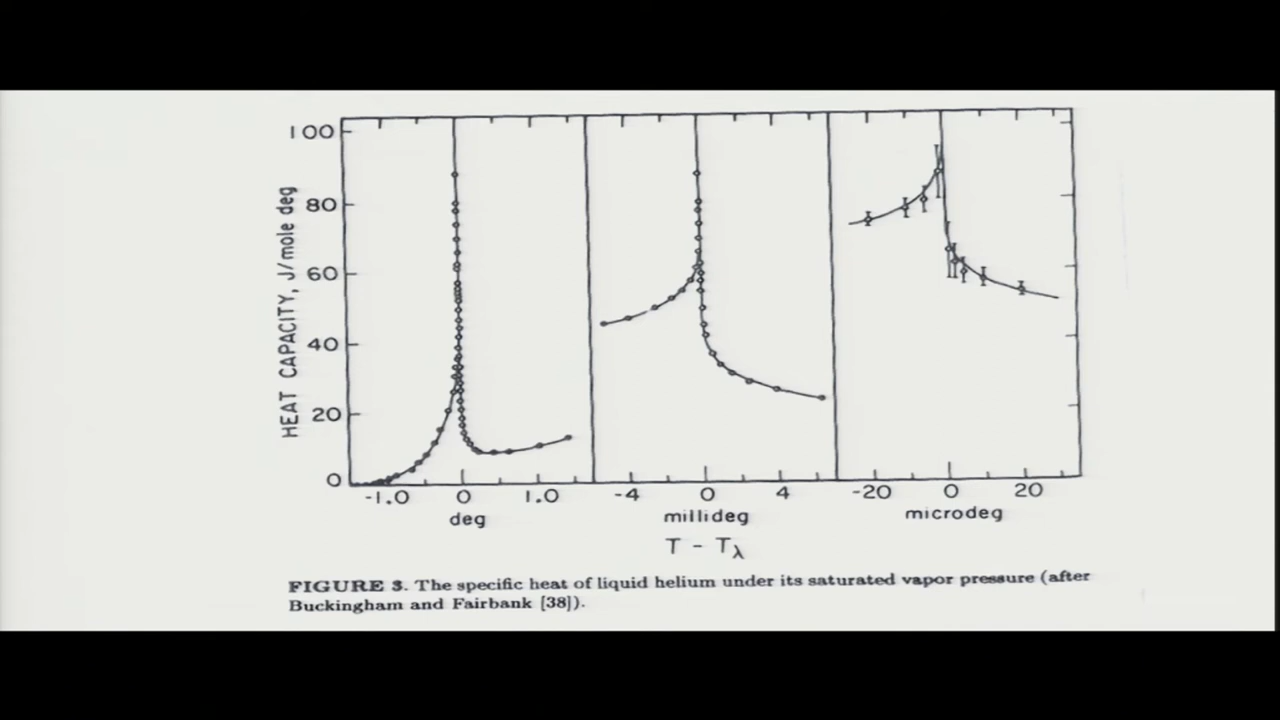 HEAT CAPACITY, J/mole deg
100
80
60
40
20
0
-1.0 0 1.0
deg
-4 0 4
millideg
-20 0 20
microdeg
T - Tλ
FIGURE 3. The specific heat of liquid helium under its saturated vapor pressure (after
Buckingham and Fairbank [38]).